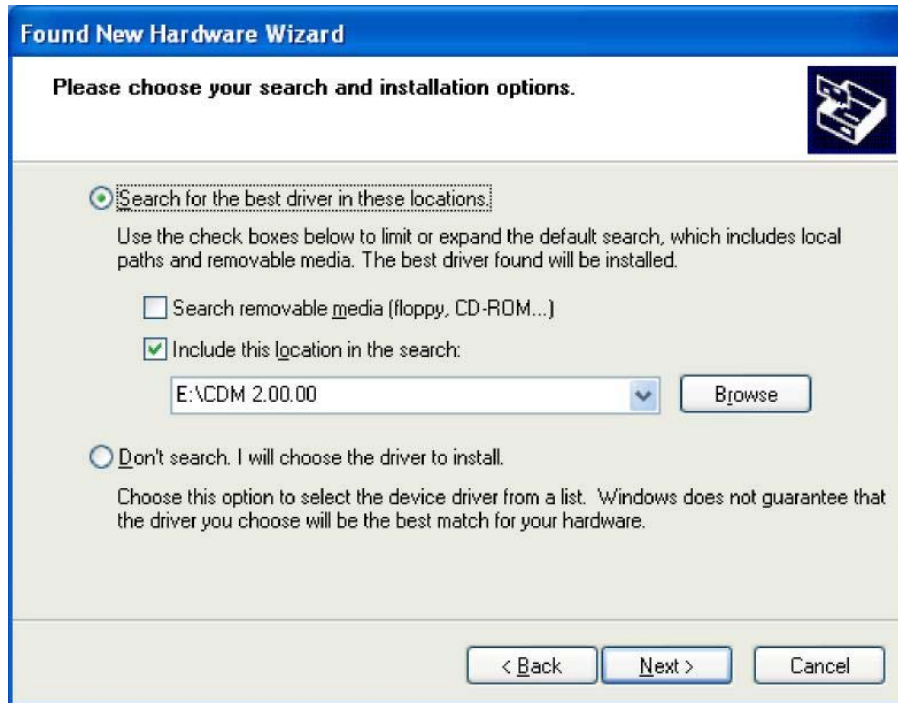 Found New Hardware Wizard
Please choose your search and installation options.
Search for the best driver in these locations.
Use the check boxes below to limit or expand the default search, which includes local
paths and removable media. The best driver found will be installed.
Search removable media (floppy, CD-ROM...)
Include this location in the search:
E:\CDM 2.00.00
Browse
Don't search. I will choose the driver to install.
Choose this option to select the device driver from a list. Windows does not guarantee that
the driver you choose will be the best match for your hardware.
< Back Next > Cancel